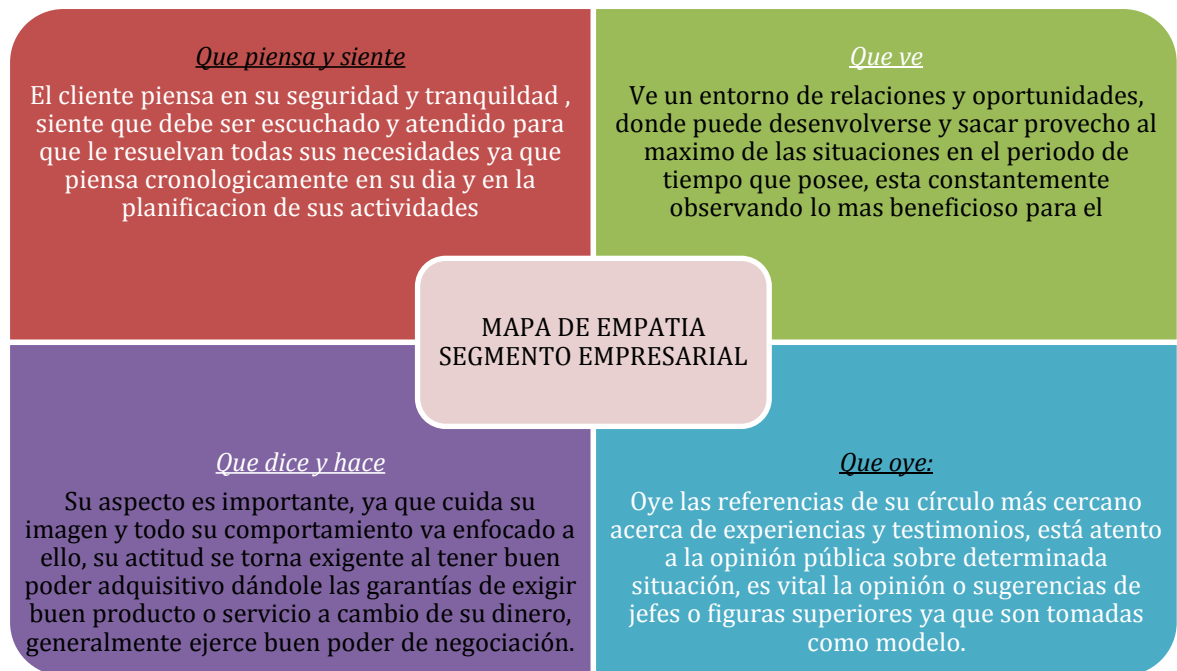 Que piensa y siente
El cliente piensa en su seguridad y tranquildad ,
siente que debe ser escuchado y atendido para
que le resuelvan todas sus necesidades ya que
piensa cronologicamente en su dia y en la
planificacion de sus actividades
Que ve
Ve un entorno de relaciones y oportunidades,
donde puede desenvolverse y sacar provecho al
maximo de las situaciones en el periodo de
tiempo que posee, esta constantemente
observando lo mas beneficioso para el
MAPA DE EMPATIA
SEGMENTO EMPRESARIAL
Que dice y hace
Su aspecto es importante, ya que cuida su
imagen y todo su comportamiento va enfocado a
ello, su actitud se torna exigente al tener buen
poder adquisitivo dándole las garantías de exigir
buen producto o servicio a cambio de su dinero,
generalmente ejerce buen poder de negociación.
Que oye:
Oye las referencias de su círculo más cercano
acerca de experiencias y testimonios, está atento
a la opinión pública sobre determinada
situación, es vital la opinión o sugerencias de
jefes o figuras superiores ya que son tomadas
como modelo.